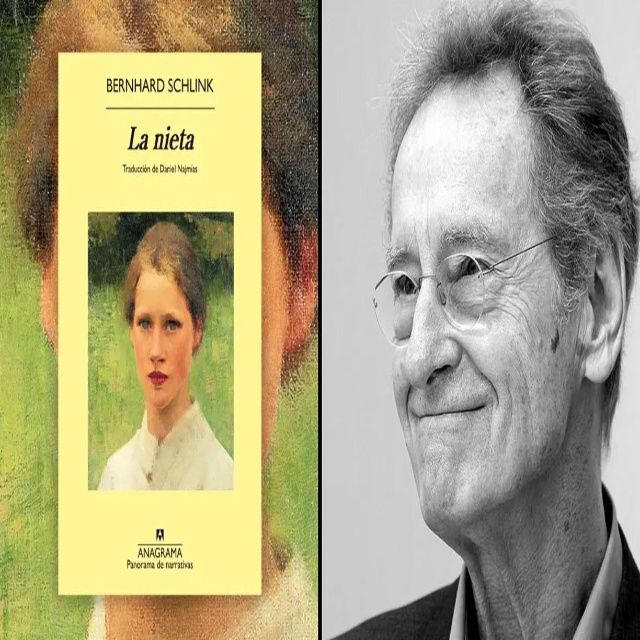 BERNHARD SCHLINK
La nieta
Traducción de Daniel Najmías
ANAGRAMA
Panorama de narrativas